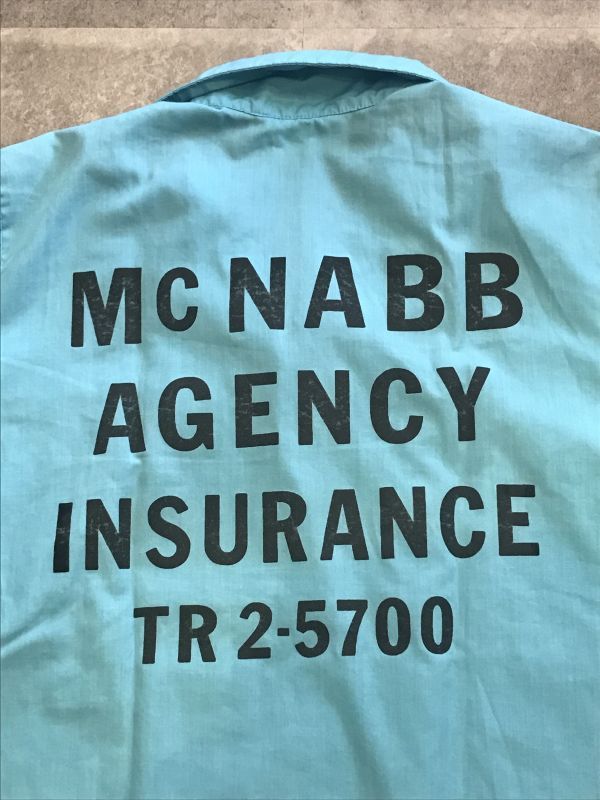 McNABB
AGENCY
INSURANCE
TR 2-5700